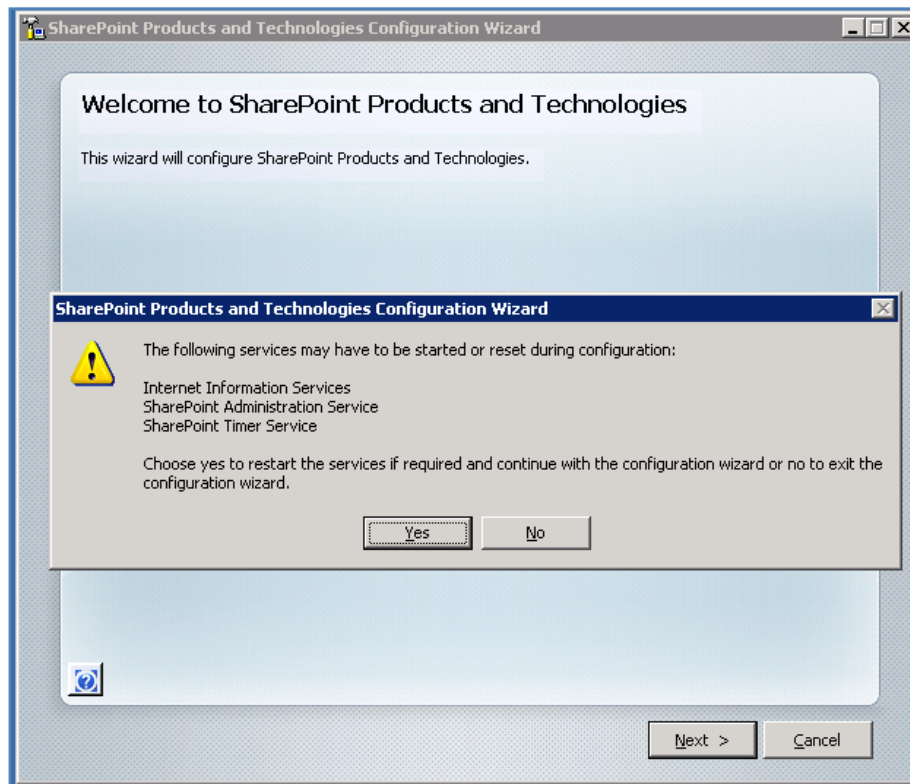 SharePoint Products and Technologies Configuration Wizard
Welcome to SharePoint Products and Technologies
This wizard will configure SharePoint Products and Technologies.
SharePoint Products and Technologies Configuration Wizard
The following services may have to be started or reset during configuration:
Internet Information Services
SharePoint Administration Service
SharePoint Timer Service
Choose yes to restart the services if required and continue with the configuration wizard or no to exit the
configuration wizard.
Yes No
Next > Cancel